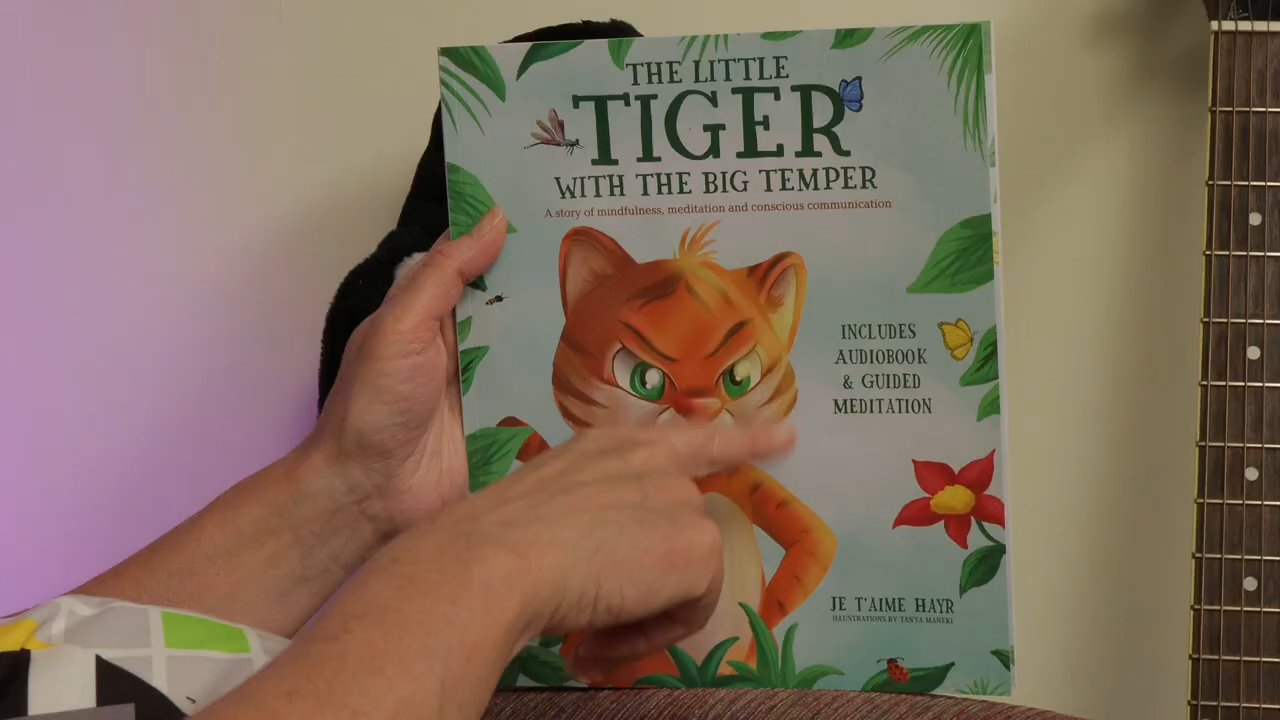 THE LITTLE
TIGER
WITH THE BIG TEMPER
A story of mindfulness, meditation and conscious communication
INCLUDES
AUDIOBOOK
& GUIDED
MEDITATION
JE T'AIME HAYR
ILLUSTRATIONS BY TANYA MANEKI